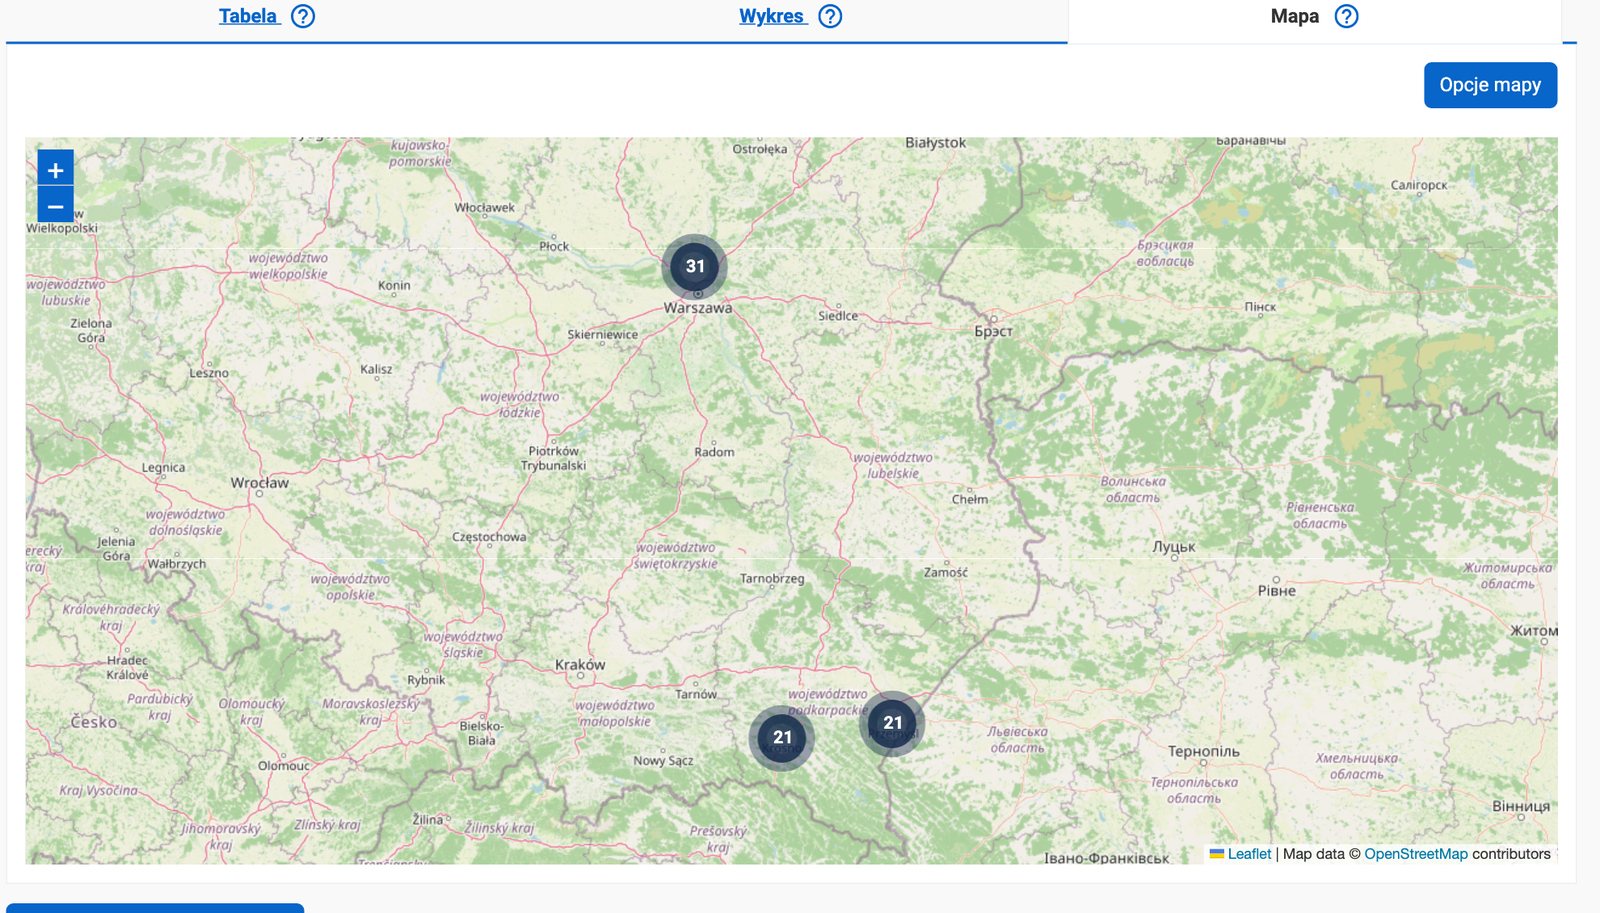 Tabela ?
Wykres ?
Mapa ?
Opcje mapy
+
−
kujawsko-
pomorskie
Ostrołęka
Białystok
Баранавічы
Салігорск
Wielkopolski
Włocławek
Płock
31
Warszawa
Siedlce
Брэсцкая
вобласць
Пінск
Брэст
województwo
wielkopolskie
Konin
województwo
lubuskie
Zielona
Góra
Skierniewice
Leszno
Kalisz
województwo
łódzkie
Piotrków
Trybunalski
Radom
województwo
lubelskie
Chełm
Волинська
область
Рівненська
область
Legnica
Wrocław
województwo
dolnośląskie
Jelenia
Góra
Wałbrzych
Częstochowa
województwo
świętokrzyskie
Tarnobrzeg
Zamość
Луцьк
Рівне
Житомирська
область
Житом
województwo
opolskie
Královéhradecký
kraj
Hradec
Králové
województwo
śląskie
Rybnik
Kraków
Tarnów
województwo
podkarpackie
województwo
małopolskie
21
21
Львівська
область
Тернопіль
Тернопільська
область
Хмельницька
область
Вінниця
Pardubický
kraj
Česko
Olomoucký
kraj
Moravskoslezský
kraj
Bielsko-
Biała
Nowy Sącz
Olomouc
Kraj Vysočina
Jihomoravský
kraj
Zlínský kraj
Žilina
Žilinský kraj
Prešovský
kraj
Івано-Франківськ
Leaflet | Map data © OpenStreetMap contributors